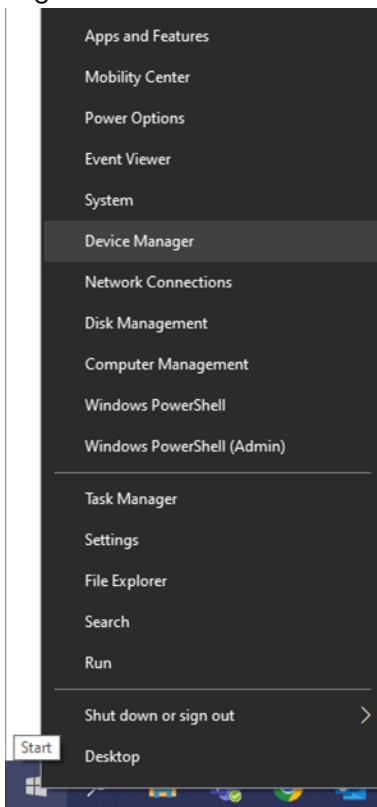 Apps and Features
Mobility Center
Power Options
Event Viewer
System
Device Manager
Network Connections
Disk Management
Computer Management
Windows PowerShell
Windows PowerShell (Admin)
Task Manager
Settings
File Explorer
Search
Run
Shut down or sign out
Start
Desktop